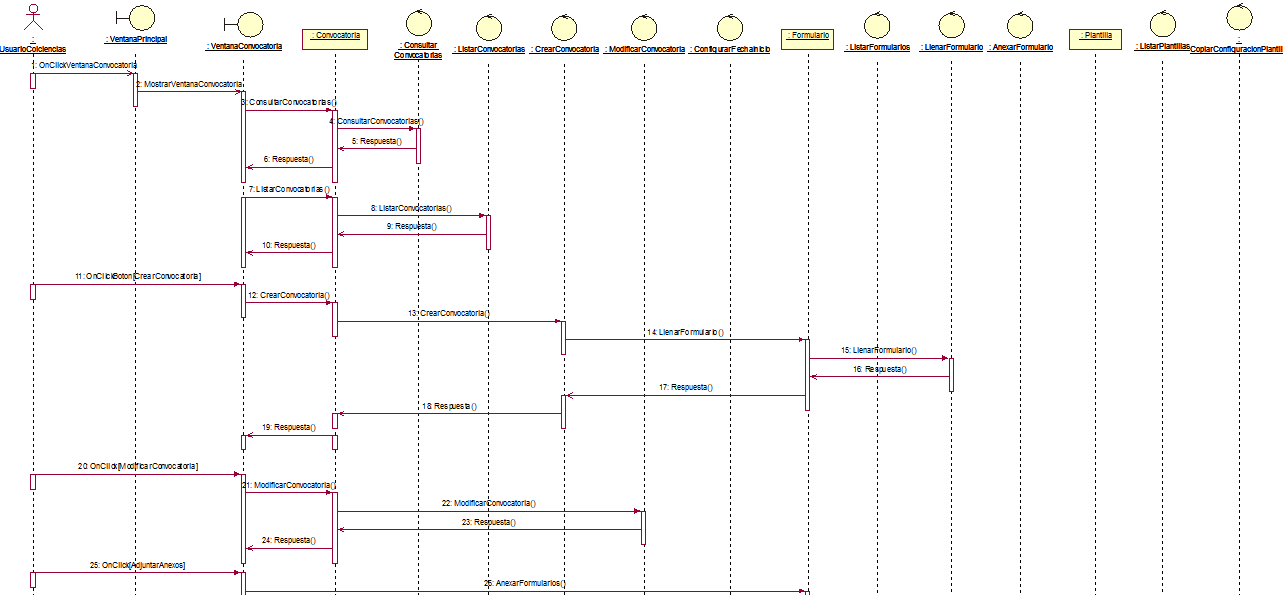 : UsuarioColciencias
: VentanaPrincipal
: VentanaConvocatoria
: Convocatoria
: Consultar
Convocatorias
: ListarConvocatorias
: CrearConvocatoria
: ModificarConvocatoria
: ConfigurarFechaInicio
: Formulario
: ListarFormularios
: LlenarFormulario
: AnexarFormulario
: Plantilla
: ListarPlantillas
: CopiarConfiguracionPlantill
1: OnClickVentanaConvocatoria
2: MostrarVentanaConvocatoria
3: ConsultarConvocatorias()
4: ConsultarConvocatorias()
5: Respuesta()
6: Respuesta()
7: ListarConvocatorias()
8: ListarConvocatorias()
9: Respuesta()
10: Respuesta()
11: OnClickBoton[CrearConvocatoria]
12: CrearConvocatoria()
13: CrearConvocatoria()
14: LlenarFormulario()
15: LlenarFormulario()
16: Respuesta()
17: Respuesta()
18: Respuesta()
19: Respuesta()
20: OnClick[ModificarConvocatoria]
21: ModificarConvocatoria()
22: ModificarConvocatoria()
23: Respuesta()
24: Respuesta()
25: OnClick[AdjuntarAnexos]
26: AnexarFormularios()